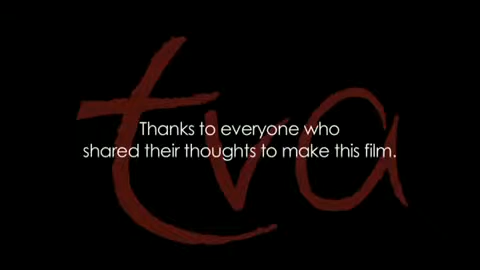 tva
Thanks to everyone who
shared their thoughts to make this film.